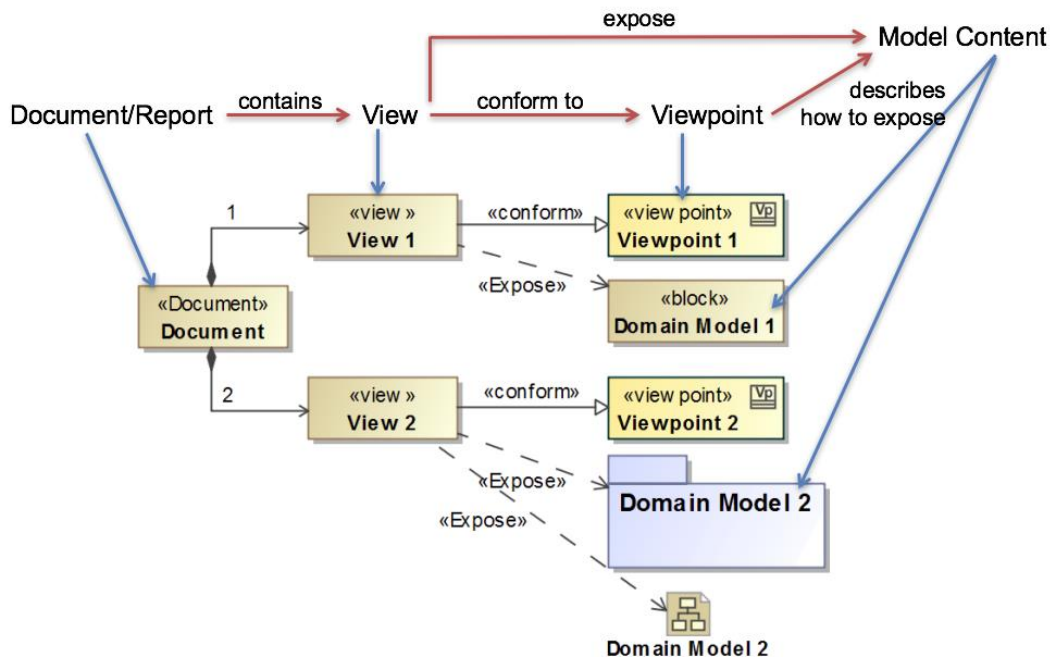 expose
Model Content
Document/Report
contains
View
conform to
Viewpoint
describes
how to expose
1
«view »
View 1
«conform»
«view point»
Vp
Viewpoint 1
«Expose»
«block»
Domain Model 1
«Document»
Document
2
«view »
View 2
«conform»
«view point»
Vp
Viewpoint 2
«Expose»
Domain Model 2
«Expose»
Domain Model 2